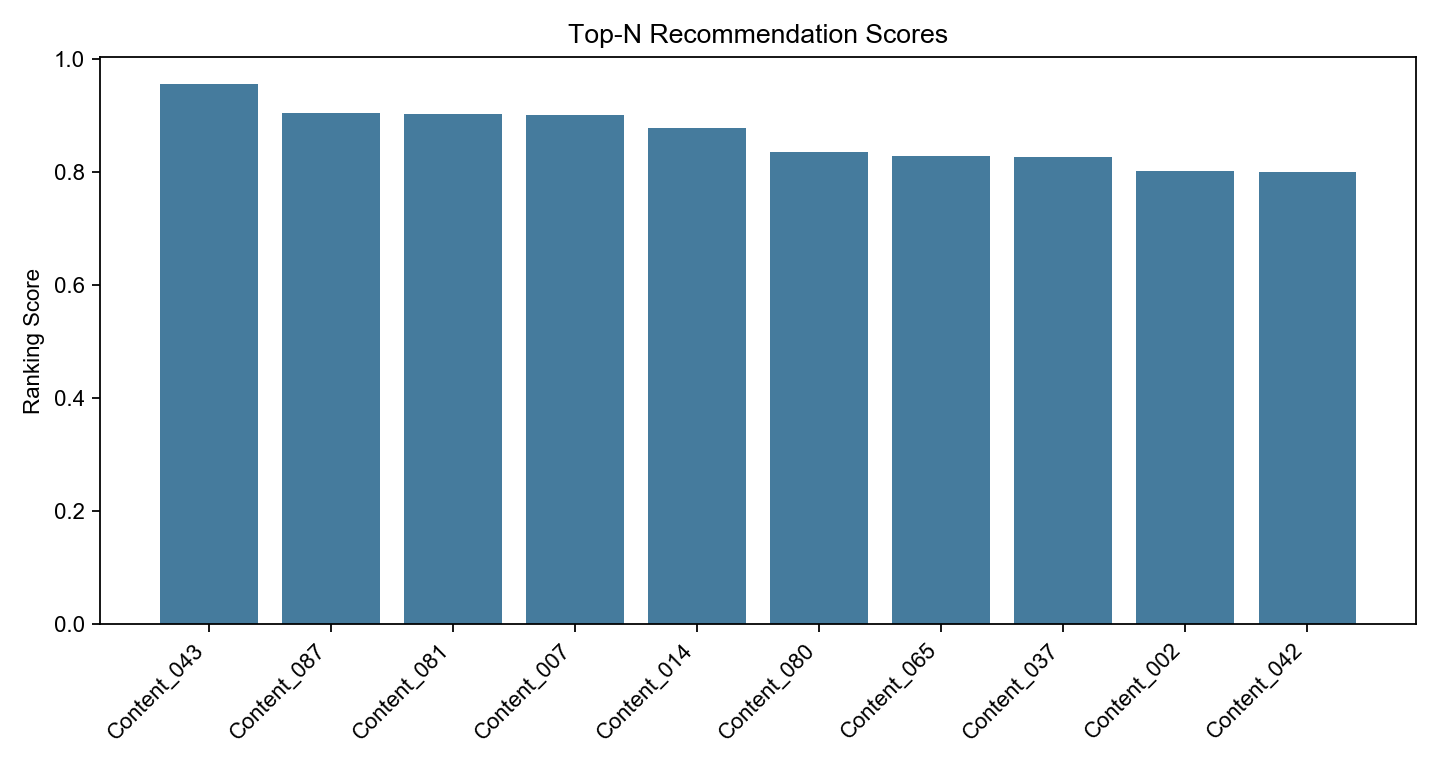 Top-N Recommendation Scores
Ranking Score
1.0
0.8
0.6
0.4
0.2
0.0
Content_043
Content_087
Content_081
Content_007
Content_014
Content_080
Content_065
Content_037
Content_002
Content_042